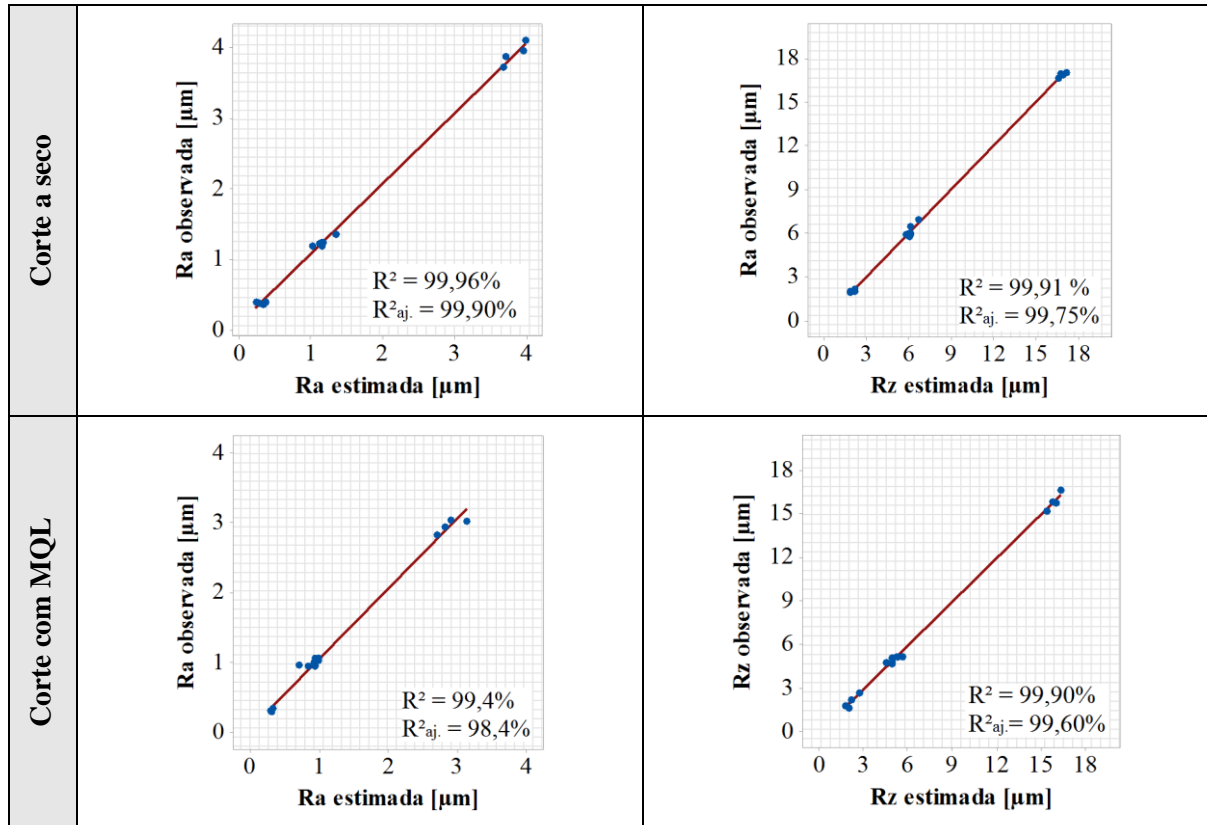 Corte a seco
Ra observada [µm]
4
3
2
1
0
R² = 99,96%
R²aj. = 99,90%
0 1 2 3 4
Ra estimada [µm]
Ra observada [µm]
18
15
12
9
6
3
0
R² = 99,91 %
R²aj. = 99,75%
0 3 6 9 12 15 18
Rz estimada [µm]
Corte com MQL
Ra observada [µm]
4
3
2
1
0
R² = 99,4%
R²aj. = 98,4%
0 1 2 3 4
Ra estimada [µm]
Rz observada [µm]
18
15
12
9
6
3
0
R² = 99,90%
R²aj.= 99,60%
0 3 6 9 12 15 18
Rz estimada [µm]